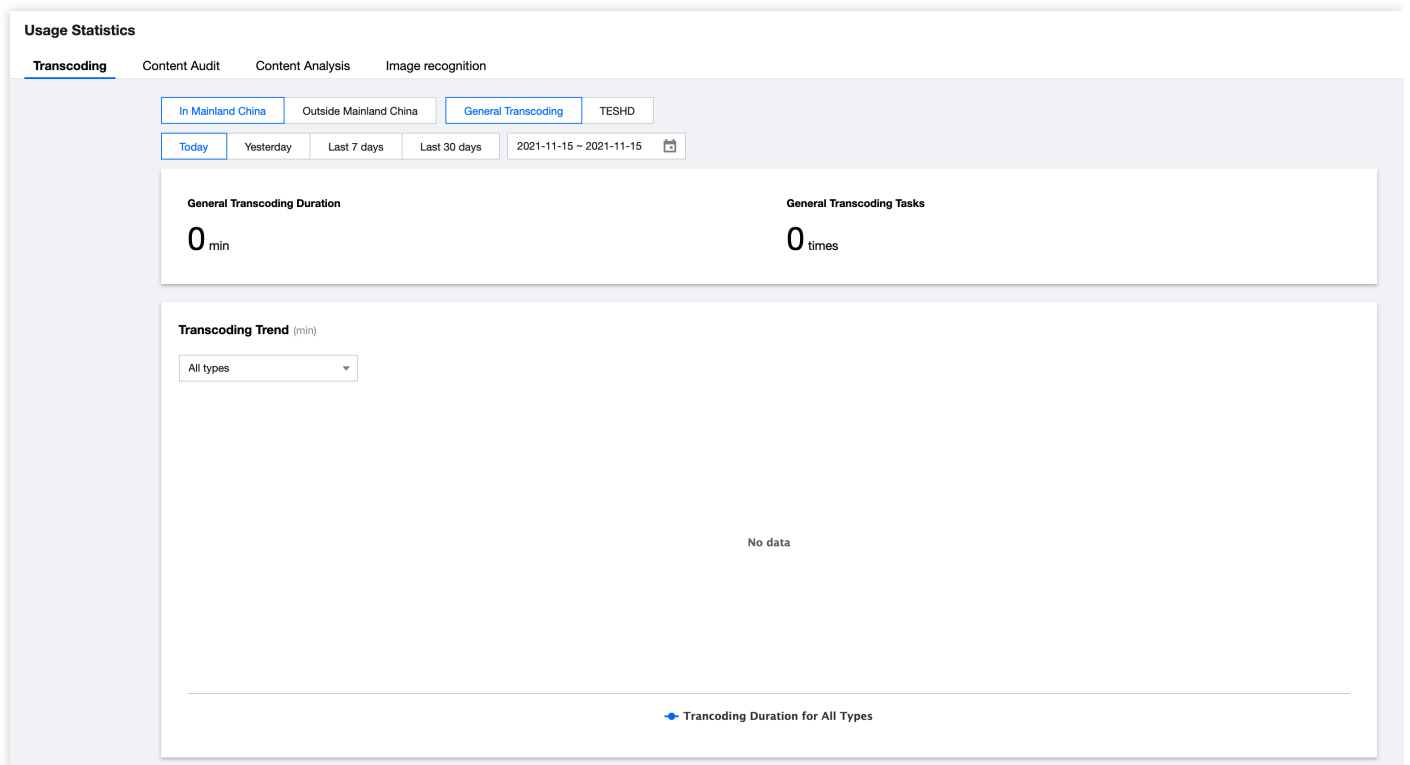 Usage Statistics
Transcoding Content Audit Content Analysis Image recognition
In Mainland China Outside Mainland China General Transcoding TESHD
Today Yesterday Last 7 days Last 30 days 2021-11-15 ~ 2021-11-15
General Transcoding Duration General Transcoding Tasks
0 min 0 times
Transcoding Trend (min)
All types
No data
Trancoding Duration for All Types